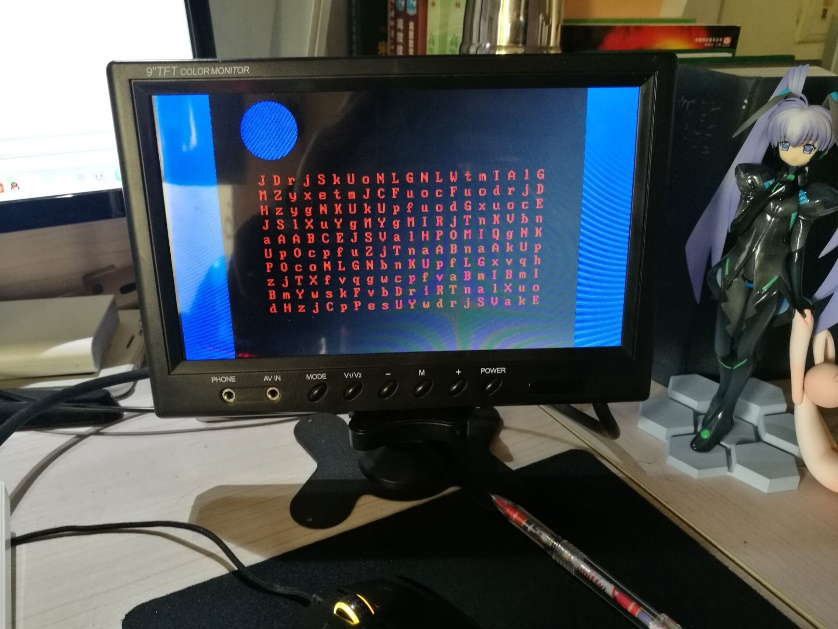 9"TFT COLOR MONITOR
J D r j S k U o N L G N L W t m I A l G
M Z y x e t m J C F u o c F u o d r j D
H z y g N K U k U p f u o d G x u o c E
J S l X u Y g M Y g M I R j T n K V b n
a A A B C E J S V a l H P O M I Q g N K
U p O c p f u Z j T n a A B n a A k U p
P O c o N L G N b n K U p f L G x v q h
z j T X f v q g w c p f v a B m I B m I
B m Y w s k F v b D r i R T n a l X u o
d H z j C p P e s U Y w d r j S V a k E
PHONE AV IN MODE V1/V2 − M + POWER